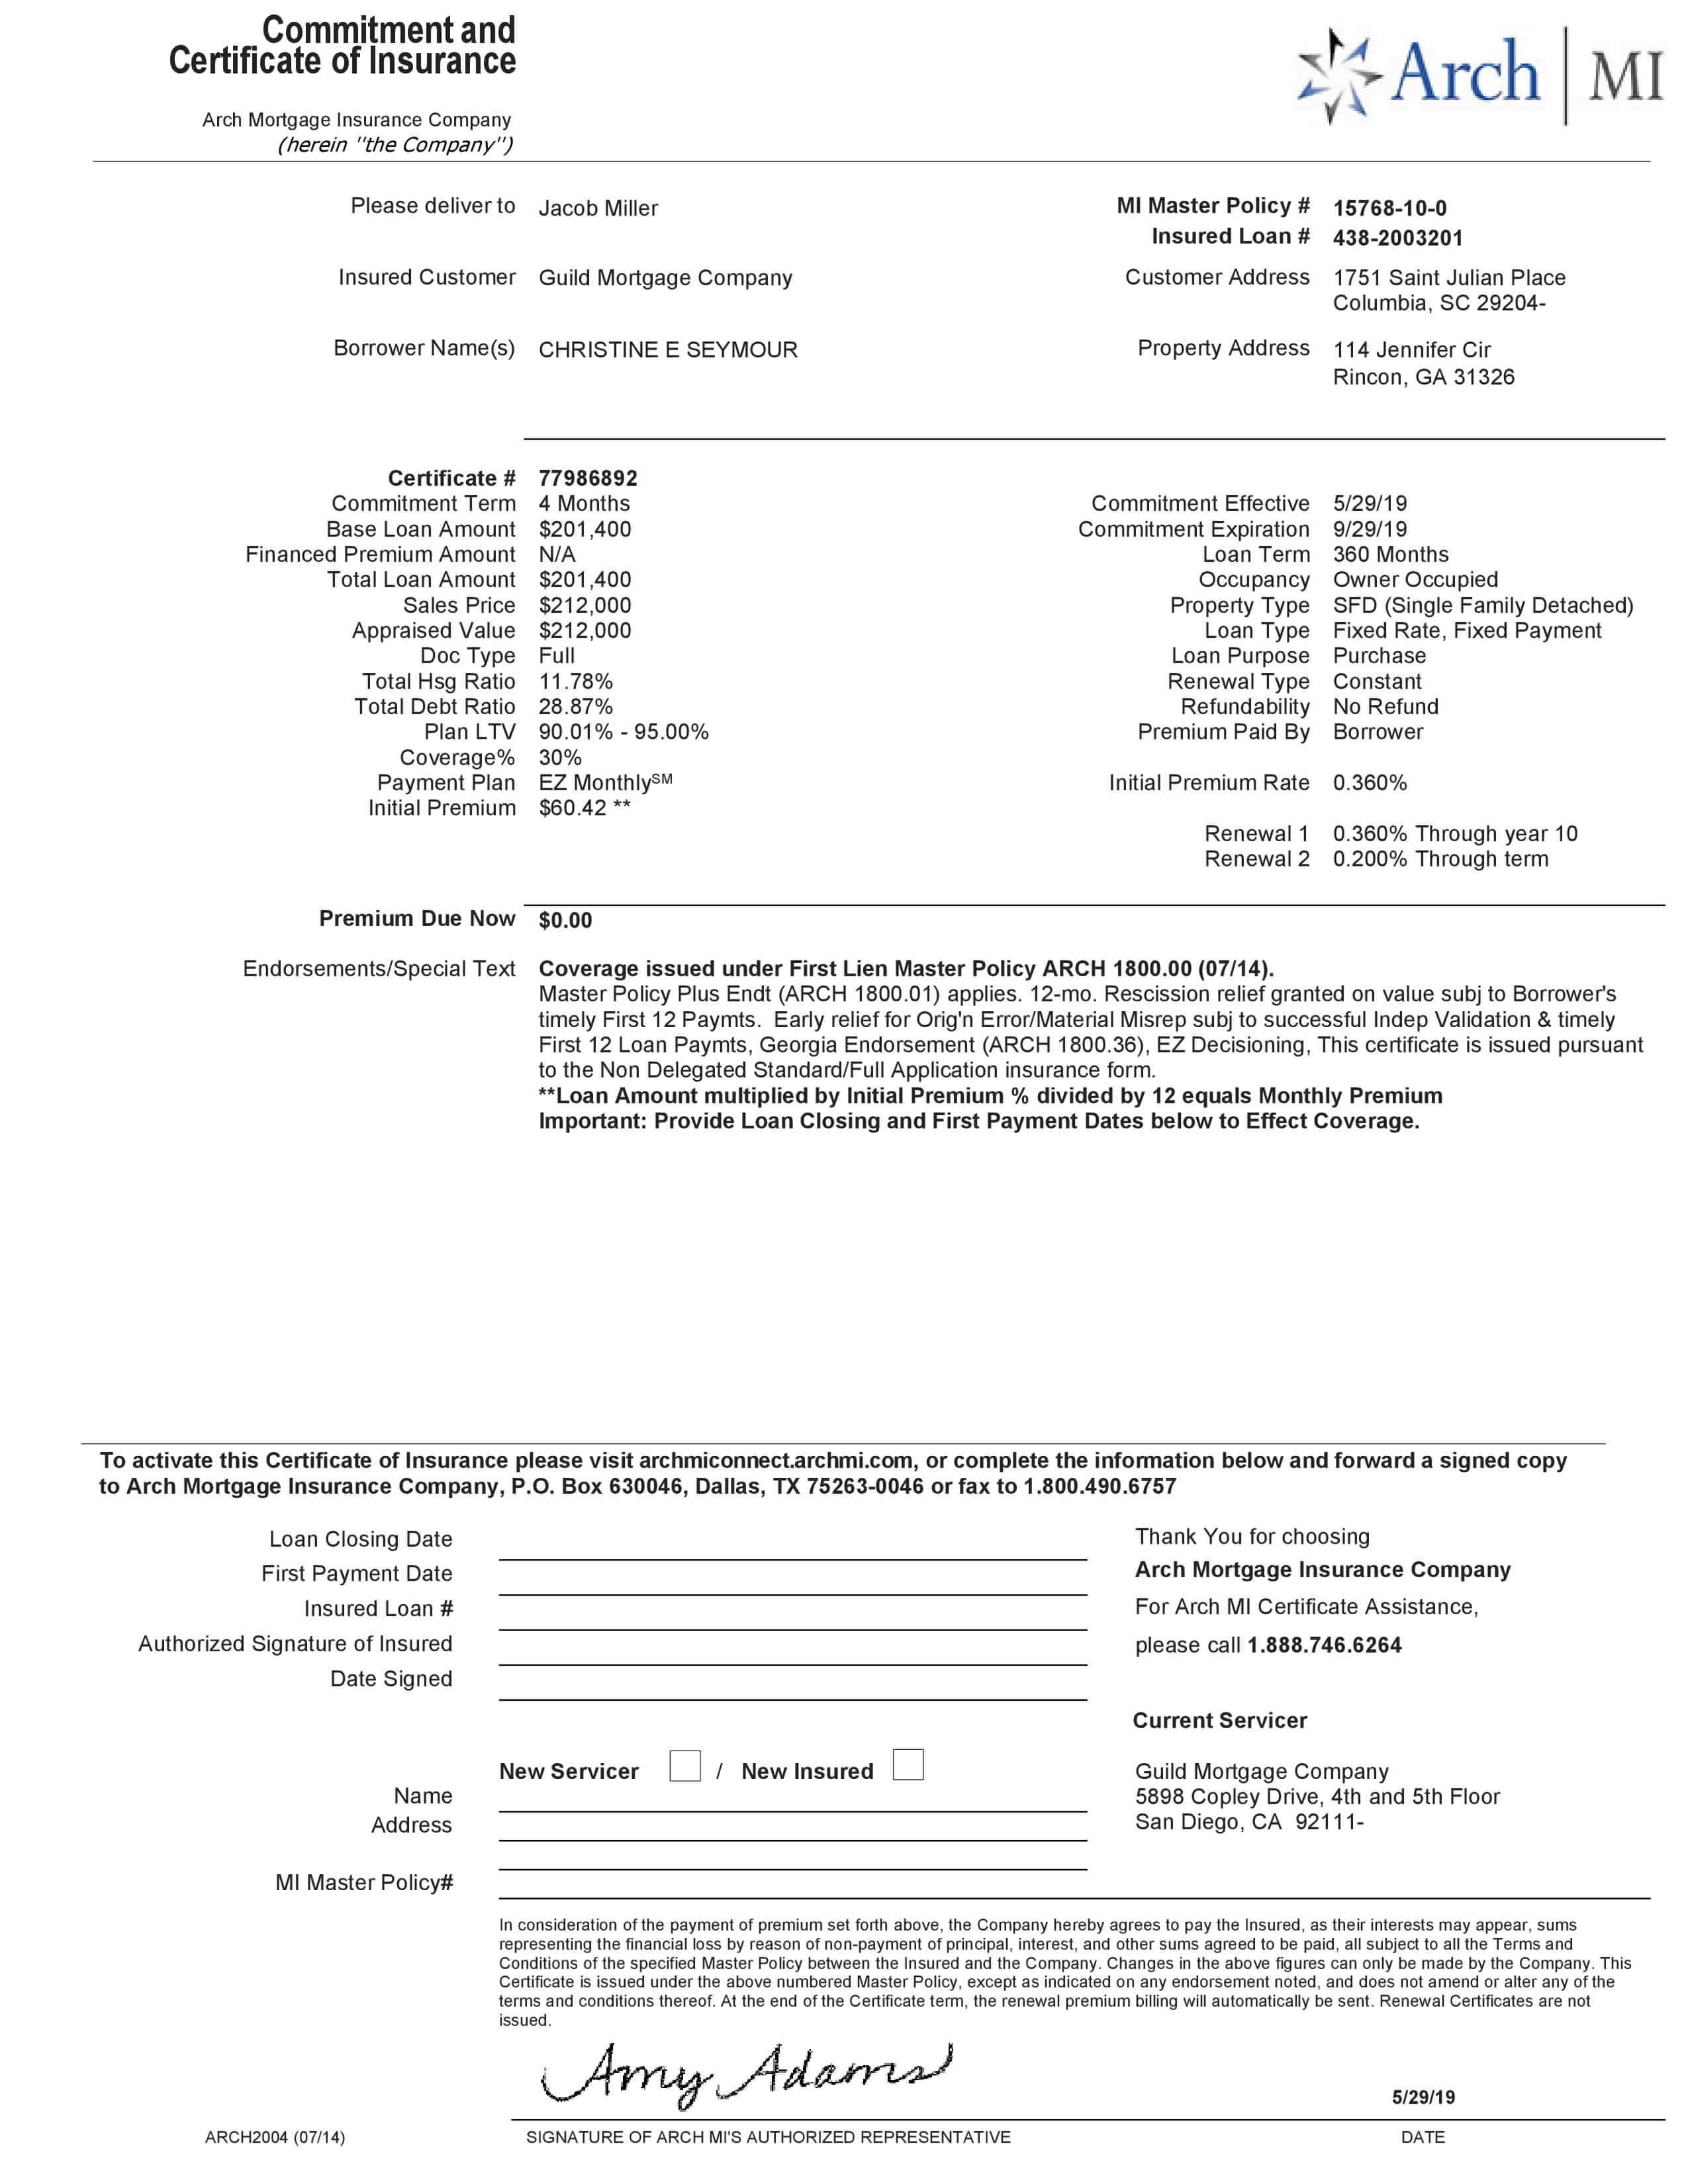 Commitment and
Certificate of Insurance
Arch | MI
Arch Mortgage Insurance Company
(herein "the Company")
Please deliver to Jacob Miller
MI Master Policy # 15768-10-0
Insured Loan # 438-2003201
Insured Customer Guild Mortgage Company
Customer Address 1751 Saint Julian Place
Columbia, SC 29204-
Borrower Name(s) CHRISTINE E SEYMOUR
Property Address 114 Jennifer Cir
Rincon, GA 31326
Certificate # 77986892
Commitment Term 4 Months
Base Loan Amount $201,400
Financed Premium Amount N/A
Total Loan Amount $201,400
Sales Price $212,000
Appraised Value $212,000
Doc Type Full
Total Hsg Ratio 11.78%
Total Debt Ratio 28.87%
Plan LTV 90.01% - 95.00%
Coverage% 30%
Payment Plan EZ Monthly℠
Initial Premium $60.42 **
Commitment Effective 5/29/19
Commitment Expiration 9/29/19
Loan Term 360 Months
Occupancy Owner Occupied
Property Type SFD (Single Family Detached)
Loan Type Fixed Rate, Fixed Payment
Loan Purpose Purchase
Renewal Type Constant
Refundability No Refund
Premium Paid By Borrower
Initial Premium Rate 0.360%
Renewal 1 0.360% Through year 10
Renewal 2 0.200% Through term
Premium Due Now $0.00
Endorsements/Special Text Coverage issued under First Lien Master Policy ARCH 1800.00 (07/14).
Master Policy Plus Endt (ARCH 1800.01) applies. 12-mo. Rescission relief granted on value subj to Borrower's
timely First 12 Paymts. Early relief for Orig'n Error/Material Misrep subj to successful Indep Validation & timely
First 12 Loan Paymts, Georgia Endorsement (ARCH 1800.36), EZ Decisioning, This certificate is issued pursuant
to the Non Delegated Standard/Full Application insurance form.
**Loan Amount multiplied by Initial Premium % divided by 12 equals Monthly Premium
Important: Provide Loan Closing and First Payment Dates below to Effect Coverage.
To activate this Certificate of Insurance please visit archmiconnect.archmi.com, or complete the information below and forward a signed copy
to Arch Mortgage Insurance Company, P.O. Box 630046, Dallas, TX 75263-0046 or fax to 1.800.490.6757
Loan Closing Date
First Payment Date
Insured Loan #
Authorized Signature of Insured
Date Signed
Thank You for choosing
Arch Mortgage Insurance Company
For Arch MI Certificate Assistance,
please call 1.888.746.6264
Current Servicer
New Servicer / New Insured
Name
Address
MI Master Policy#
Guild Mortgage Company
5898 Copley Drive, 4th and 5th Floor
San Diego, CA 92111-
In consideration of the payment of premium set forth above, the Company hereby agrees to pay the Insured, as their interests may appear, sums
representing the financial loss by reason of non-payment of principal, interest, and other sums agreed to be paid, all subject to all the Terms and
Conditions of the specified Master Policy between the Insured and the Company. Changes in the above figures can only be made by the Company. This
Certificate is issued under the above numbered Master Policy, except as indicated on any endorsement noted, and does not amend or alter any of the
terms and conditions thereof. At the end of the Certificate term, the renewal premium billing will automatically be sent. Renewal Certificates are not
issued.
Amy Adams
5/29/19
ARCH2004 (07/14)
SIGNATURE OF ARCH MI'S AUTHORIZED REPRESENTATIVE
DATE